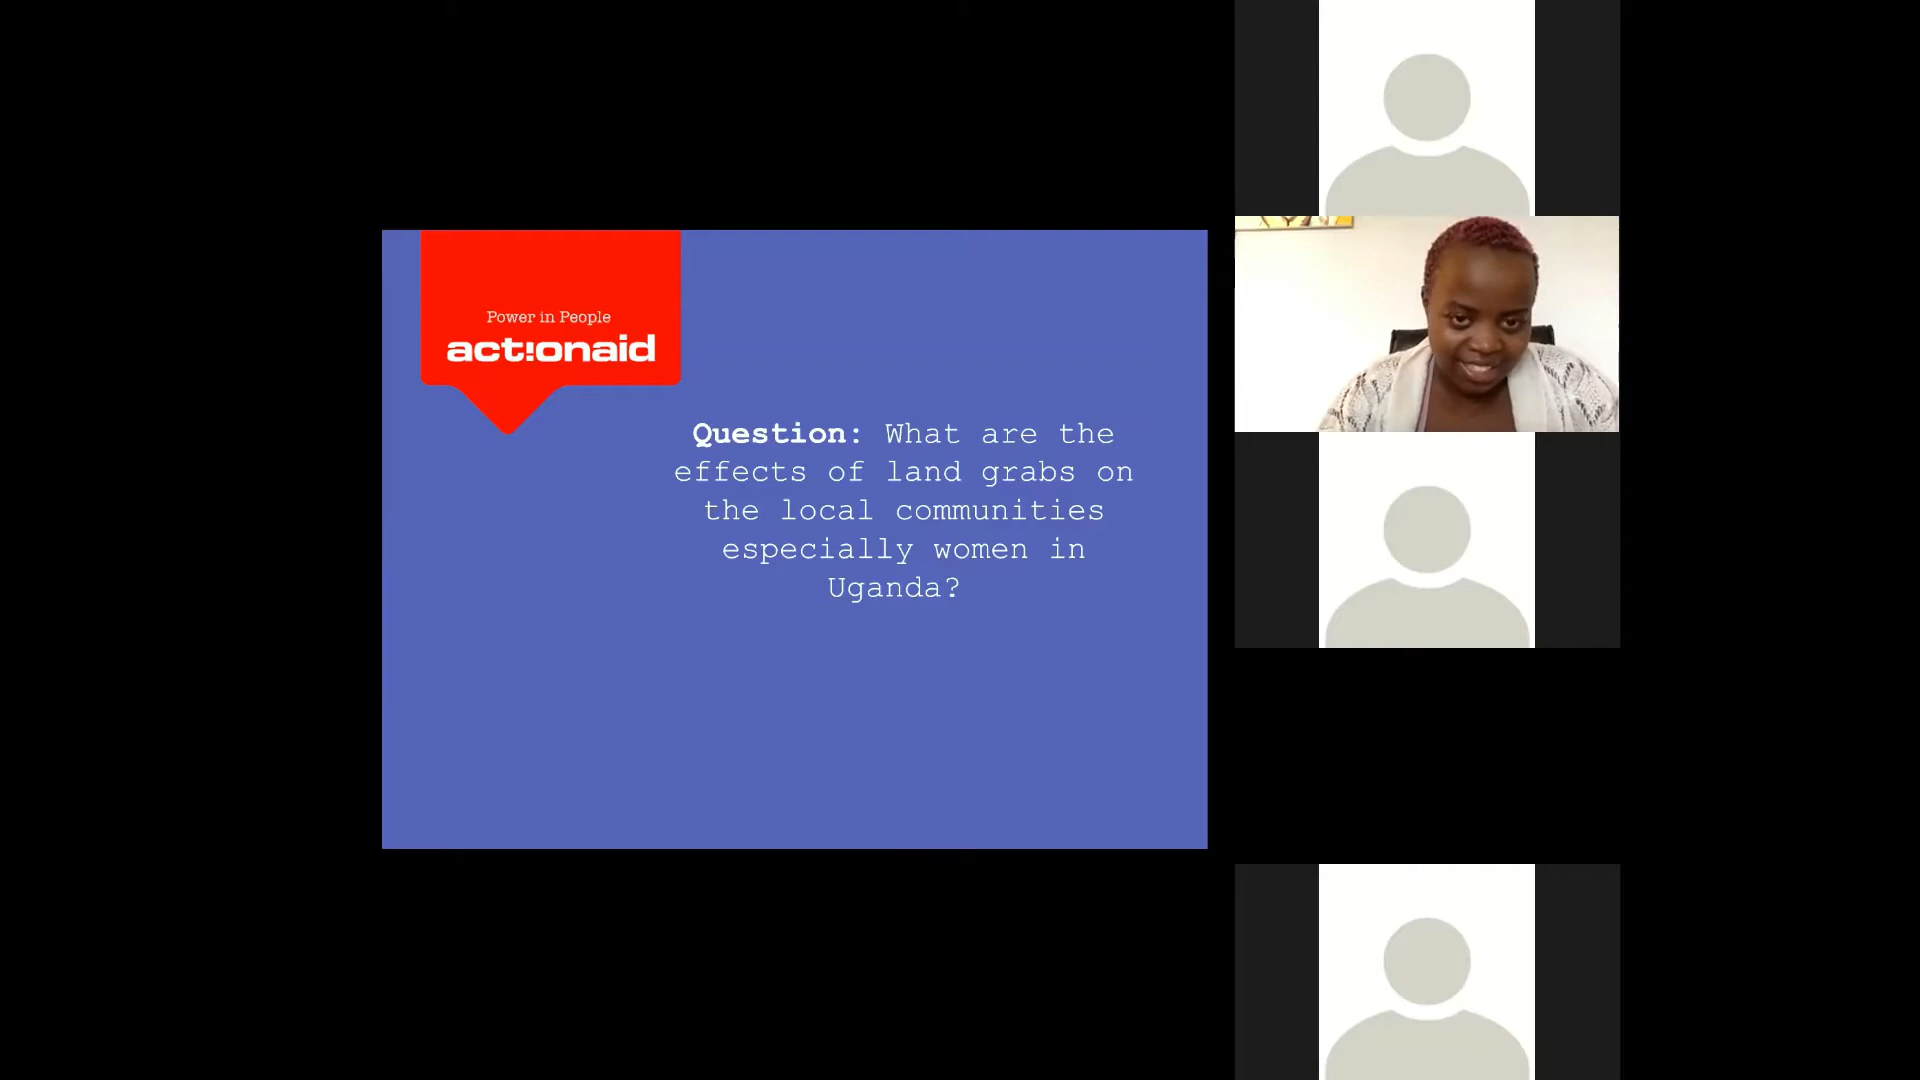 Power in People
act!onaid
Question: What are the
effects of land grabs on
the local communities
especially women in
Uganda?